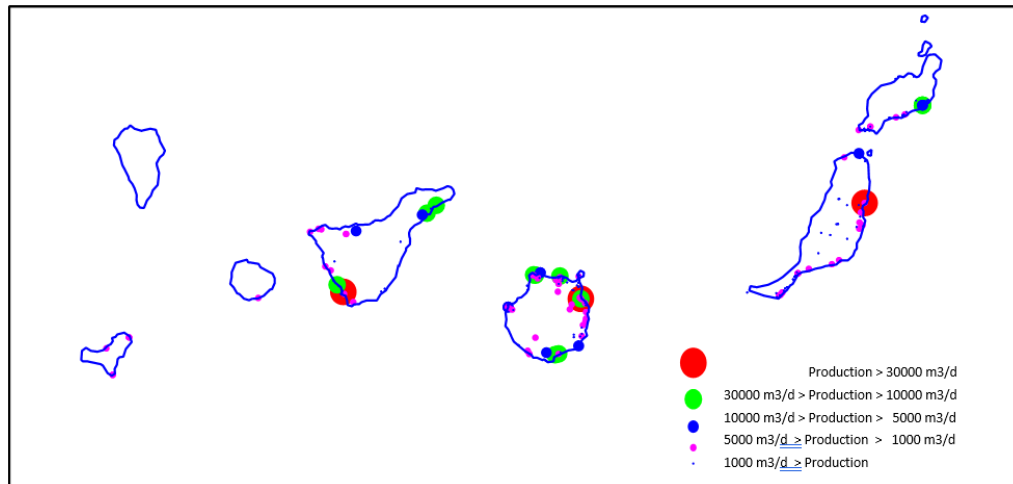 Production > 30000 m3/d
30000 m3/d > Production > 10000 m3/d
10000 m3/d > Production > 5000 m3/d
5000 m3/d > Production > 1000 m3/d
1000 m3/d > Production